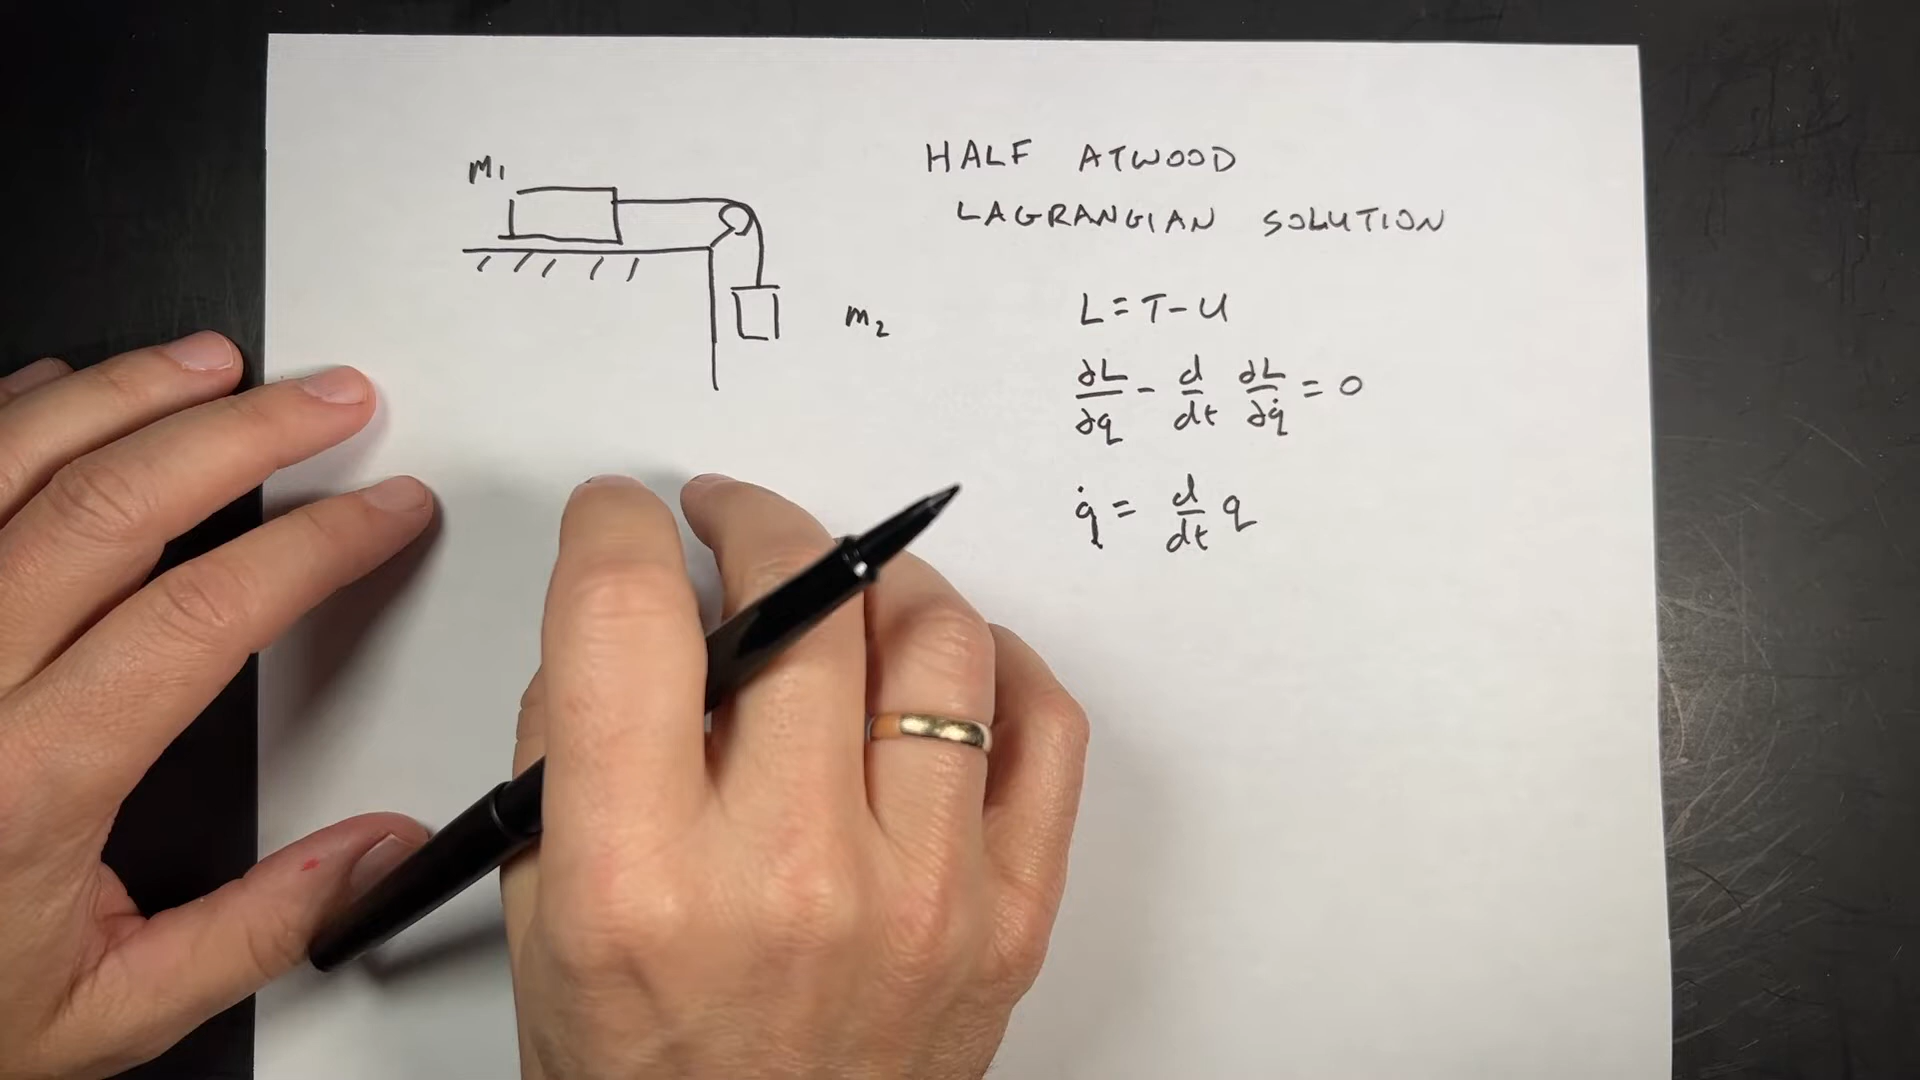 m1
m2
HALF ATWOOD
LAGRANGIAN SOLUTION
L = T - U
∂L/∂q - d/dt ∂L/∂q̇ = 0
q̇ = d/dt q